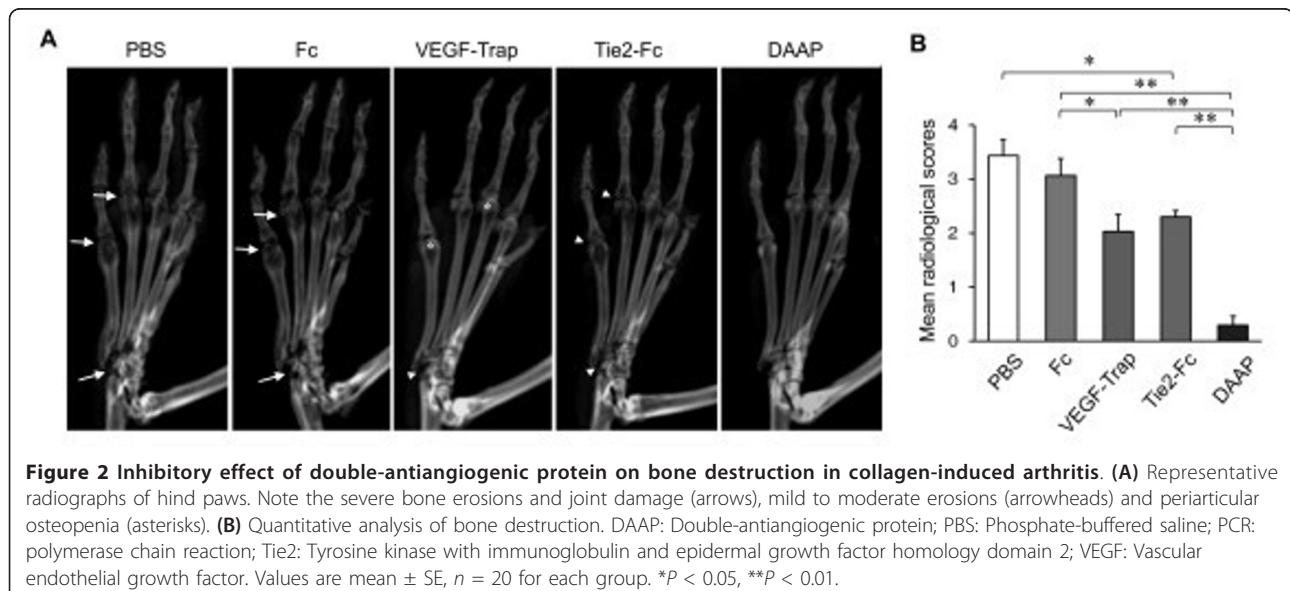 A
PBS
Fc
VEGF-Trap
Tie2-Fc
DAAP
B
*
**
*
**
**
Mean radiological scores
4
3
2
1
0
PBS
Fc
VEGF-Trap
Tie2-Fc
DAAP
Figure 2 Inhibitory effect of double-antiangiogenic protein on bone destruction in collagen-induced arthritis. (A) Representative
radiographs of hind paws. Note the severe bone erosions and joint damage (arrows), mild to moderate erosions (arrowheads) and periarticular
osteopenia (asterisks). (B) Quantitative analysis of bone destruction. DAAP: Double-antiangiogenic protein; PBS: Phosphate-buffered saline; PCR:
polymerase chain reaction; Tie2: Tyrosine kinase with immunoglobulin and epidermal growth factor homology domain 2; VEGF: Vascular
endothelial growth factor. Values are mean ± SE, n = 20 for each group. *P < 0.05, **P < 0.01.